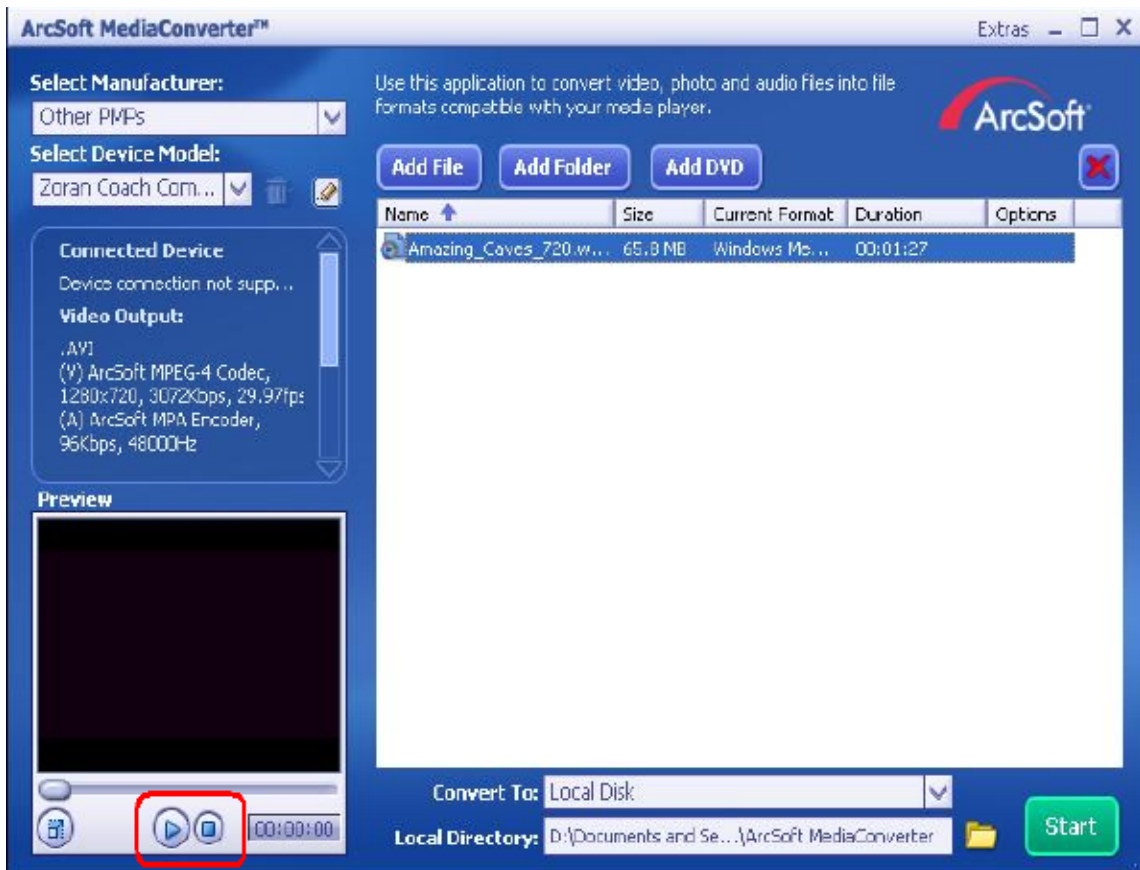 ArcSoft MediaConverter™
Extras
Select Manufacturer:
Other PMPs
Select Device Model:
Zoran Coach Com...
Connected Device
Device connection not supp...
Video Output:
.AVI
(V) ArcSoft MPEG-4 Codec,
1280x720, 3072Kbps, 29.97fps
(A) ArcSoft MPA Encoder,
96Kbps, 48000Hz
Preview
00:00:00
Use this application to convert video, photo and audio files into file
formats compatible with your media player.
ArcSoft
Add File Add Folder Add DVD
Name Size Current Format Duration Options
Amazing_Caves_720.w... 65.8 MB Windows Me... 00:01:27
Convert To: Local Disk
Local Directory: D:\Documents and Se...\ArcSoft MediaConverter
Start